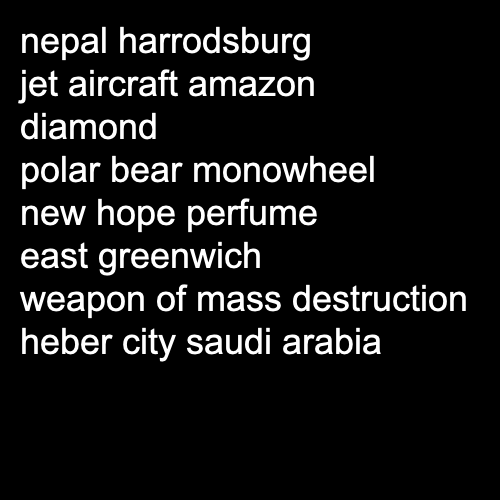 nepal harrodsburg
jet aircraft amazon
diamond
polar bear monowheel
new hope perfume
east greenwich
weapon of mass destruction
heber city saudi arabia